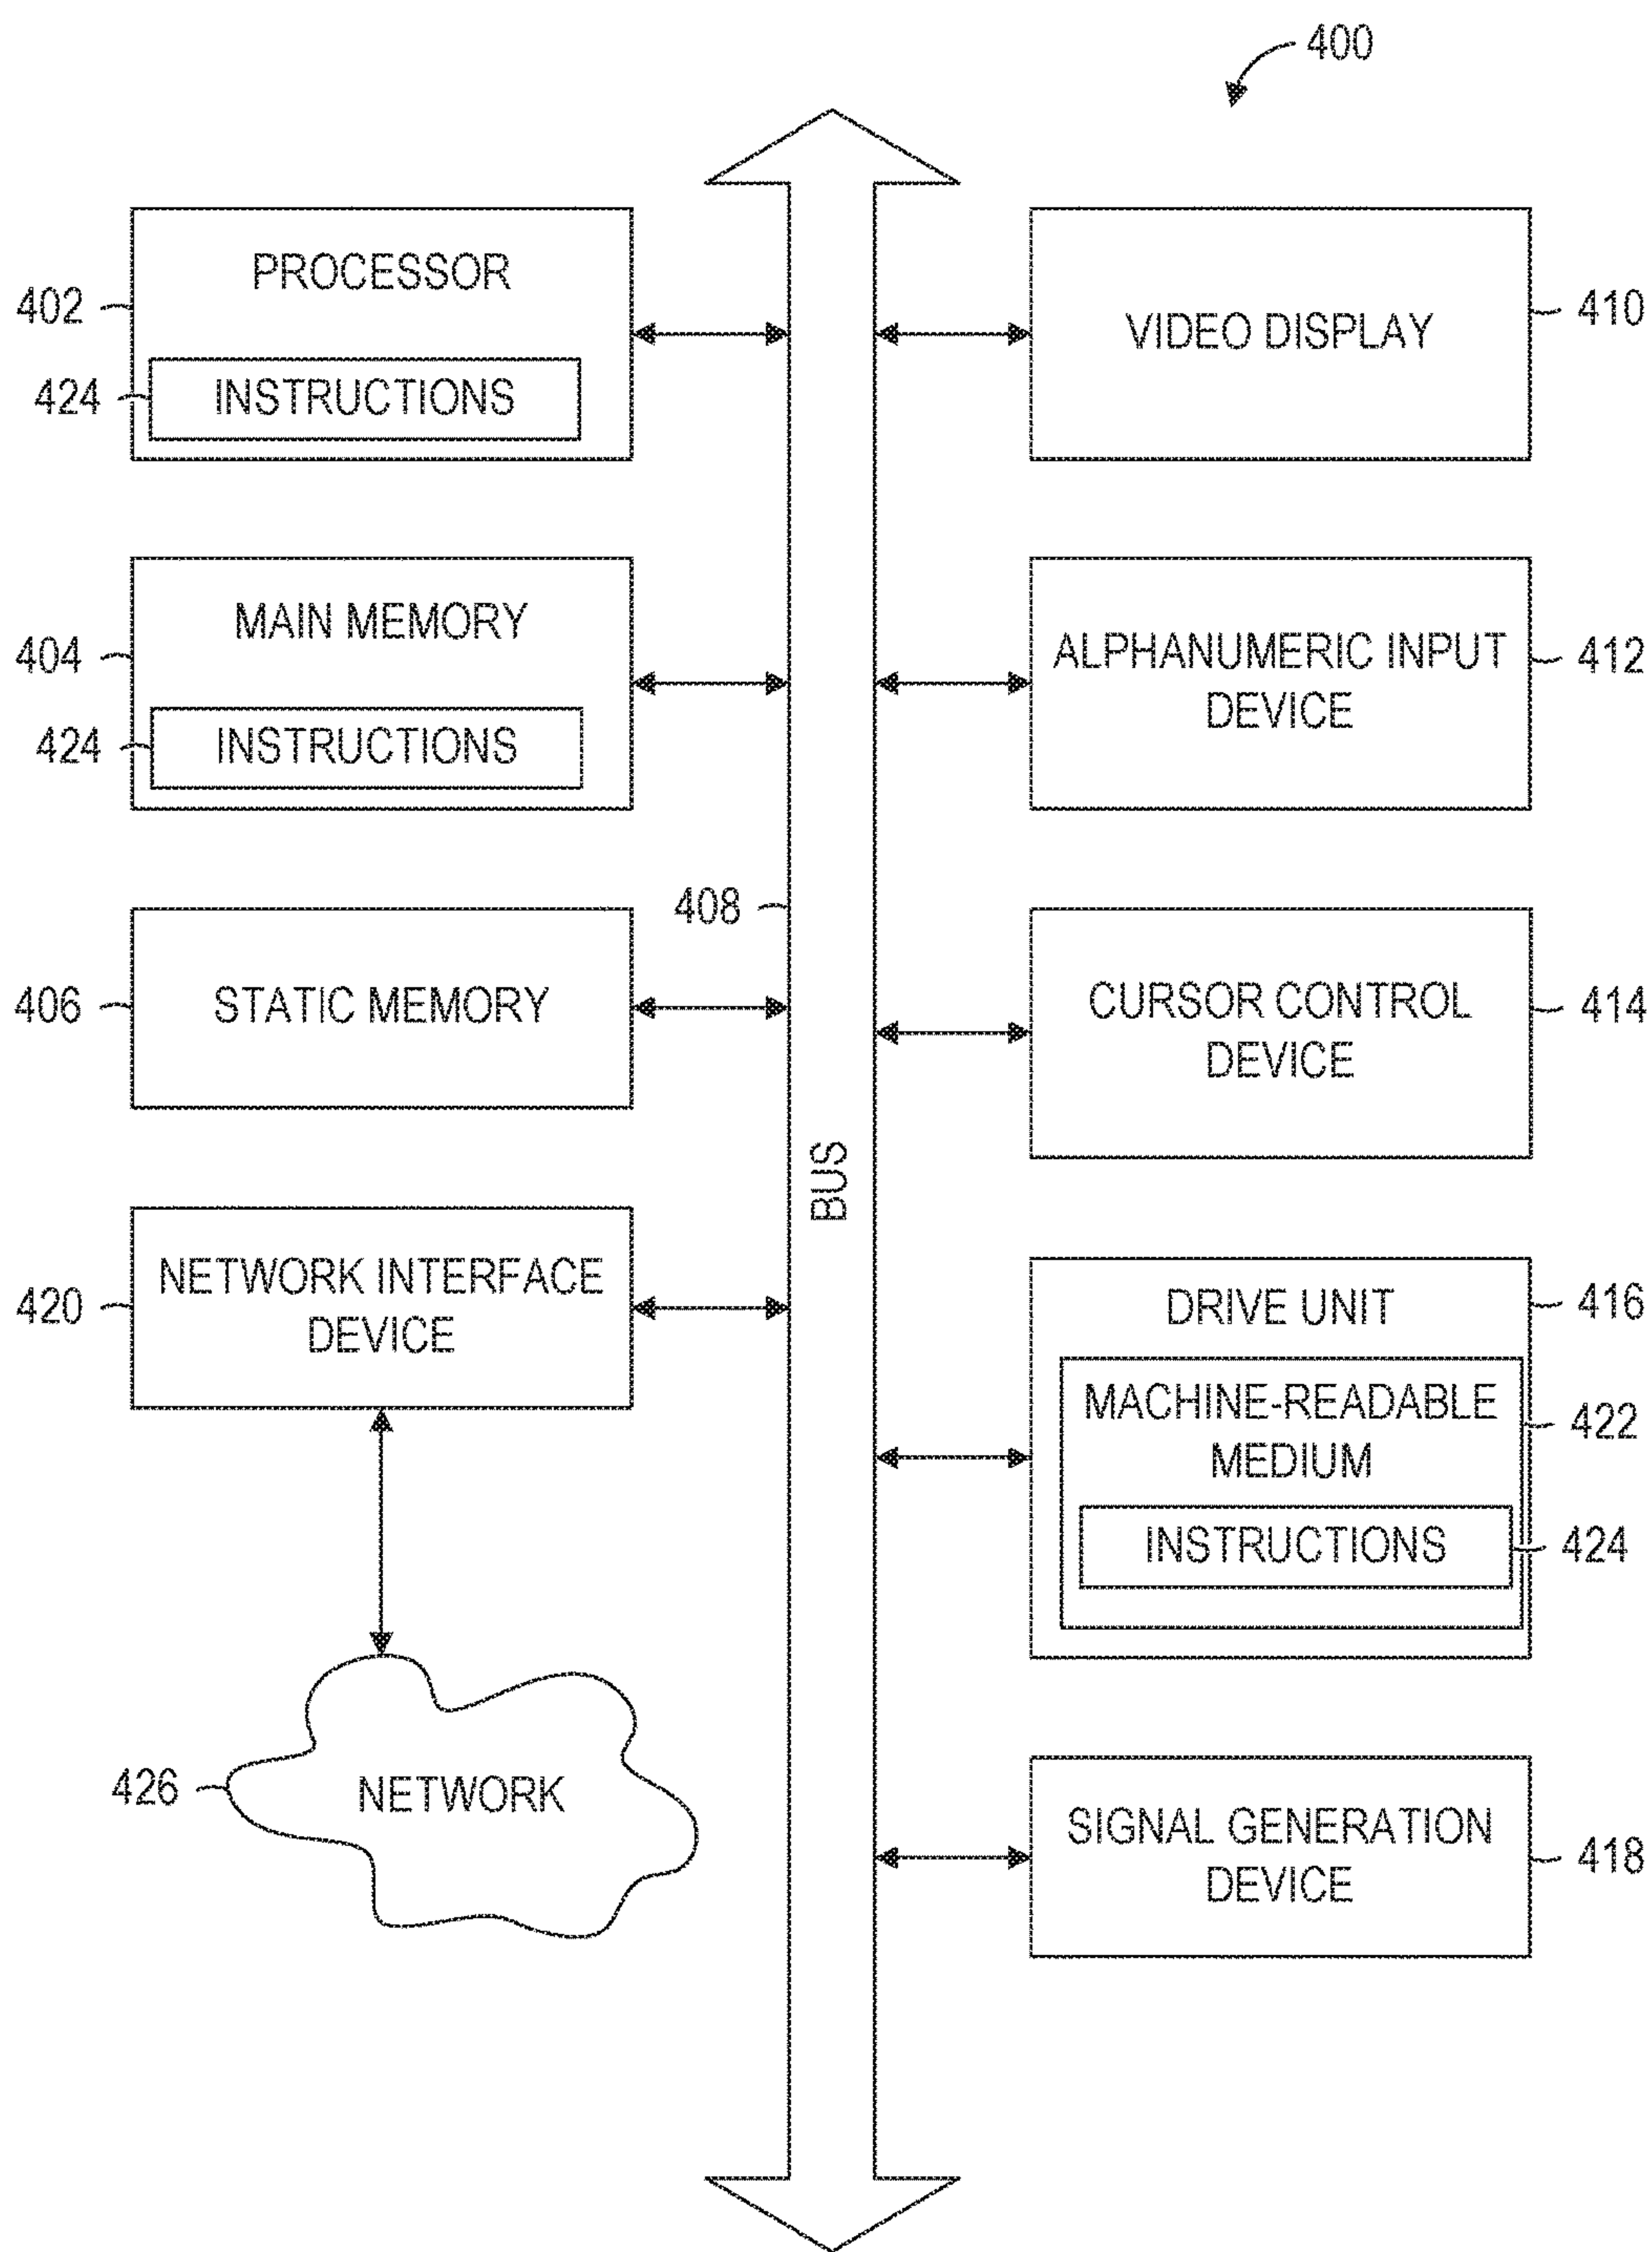 400
PROCESSOR
402
424
INSTRUCTIONS
MAIN MEMORY
404
424
INSTRUCTIONS
408
STATIC MEMORY
406
NETWORK INTERFACE
DEVICE
420
NETWORK
426
BUS
VIDEO DISPLAY
410
ALPHANUMERIC INPUT
DEVICE
412
CURSOR CONTROL
DEVICE
414
DRIVE UNIT
416
MACHINE-READABLE
MEDIUM
422
INSTRUCTIONS
424
SIGNAL GENERATION
DEVICE
418